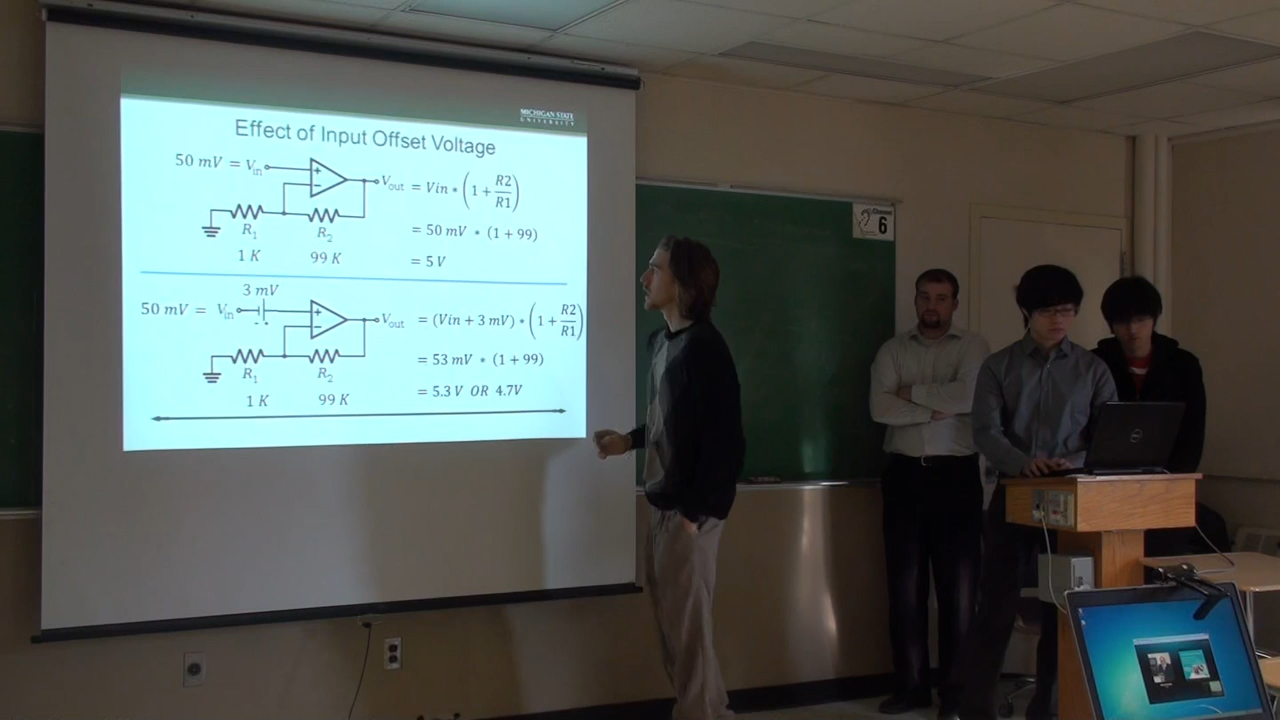 MICHIGAN STATE
UNIVERSITY
Effect of Input Offset Voltage
50 mV = Vin
+
−
Vout = Vin * (1 + R2/R1)
R1
R2
= 50 mV * (1 + 99)
1 K
99 K
= 5 V
3 mV
50 mV = Vin
+
−
Vout = (Vin + 3 mV) * (1 + R2/R1)
R1
R2
= 53 mV * (1 + 99)
1 K
99 K
= 5.3 V OR 4.7V
Channel
6
DELL